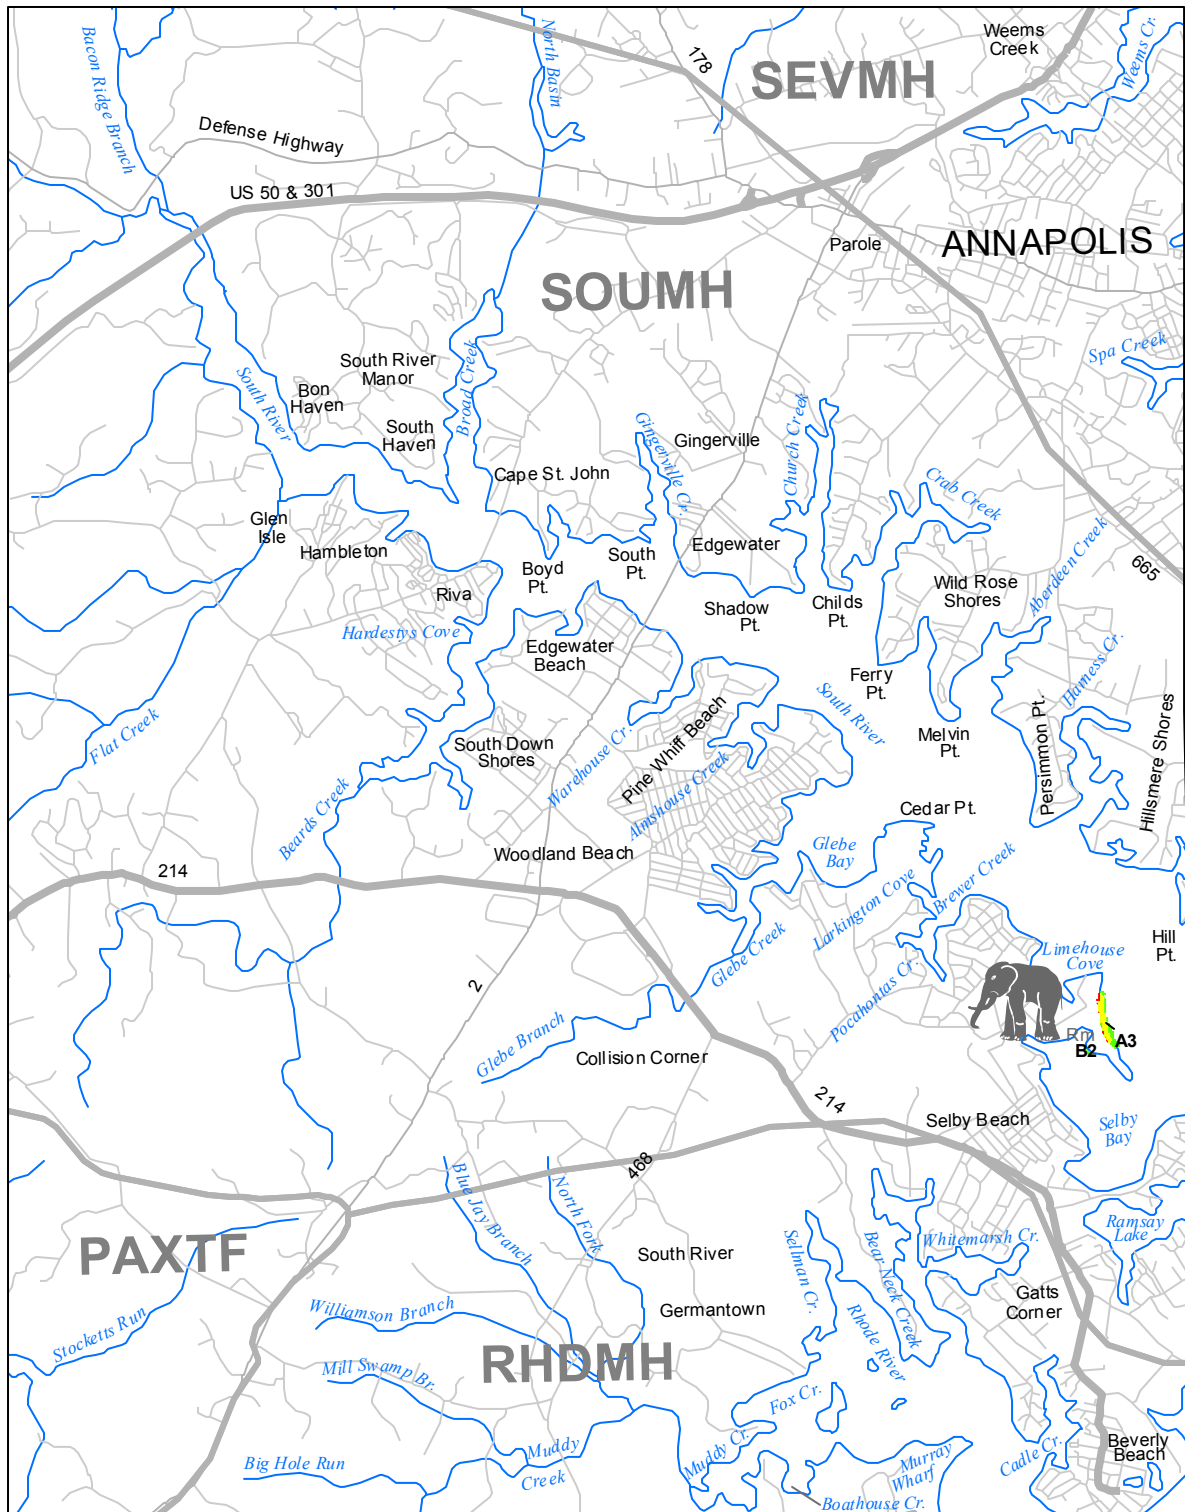 Weems
Creek
Weems Cr.
178
SEVMH
North Basin
Bacon Ridge Branch
Defense Highway
US 50 & 301
Parole
ANNAPOLIS
SOUMH
Spa Creek
South River
South River
Manor
Bon
Haven
South
Haven
Broad Creek
Gingerville Cr.
Gingerville
Church Creek
Cape St. John
Crab Creek
Glen
Isle
Hambleton
South
Pt.
Edgewater
Boyd
Pt.
Aberdeen Creek
665
Wild Rose
Shores
Riva
Shadow
Pt.
Childs
Pt.
Hardestys Cove
Edgewater
Beach
Harness Cr.
Ferry
Pt.
South River
Flat Creek
Melvin
Pt.
Persimmon Pt.
Hillsmere Shores
South Down
Shores
Warehouse Cr.
Pine Whiff Beach
Almshouse Creek
Beards Creek
Cedar Pt.
Glebe
Bay
Woodland Beach
214
Larkington Cove
Brewer Creek
Glebe Creek
Limehouse
Cove
Hill
Pt.
2
Pocahontas Cr.
Glebe Branch
Rm
A3
B2
Collision Corner
214
Selby Beach
Selby
Bay
468
Blue Jay Branch
North Fork
Ramsay
Lake
PAXTF
South River
Sellman Cr.
Bear Neck Creek
Whitemarsh Cr.
Gatts
Corner
Germantown
Rhode River
Williamson Branch
Stocketts Run
RHDMH
Mill Swamp Br.
Fox Cr.
Muddy Cr.
Muddy
Creek
Big Hole Run
Murray
Wharf
Cadle Cr.
Beverly
Beach
Boathouse Cr.